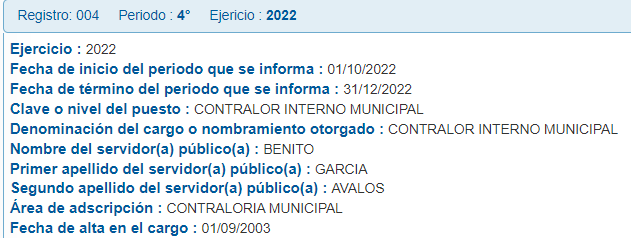 Registro: 004 Periodo : 4° Ejericio : 2022
Ejercicio : 2022
Fecha de inicio del periodo que se informa : 01/10/2022
Fecha de término del periodo que se informa : 31/12/2022
Clave o nivel del puesto : CONTRALOR INTERNO MUNICIPAL
Denominación del cargo o nombramiento otorgado : CONTRALOR INTERNO MUNICIPAL
Nombre del servidor(a) público(a) : BENITO
Primer apellido del servidor(a) público(a) : GARCIA
Segundo apellido del servidor(a) público(a) : AVALOS
Área de adscripción : CONTRALORIA MUNICIPAL
Fecha de alta en el cargo : 01/09/2003